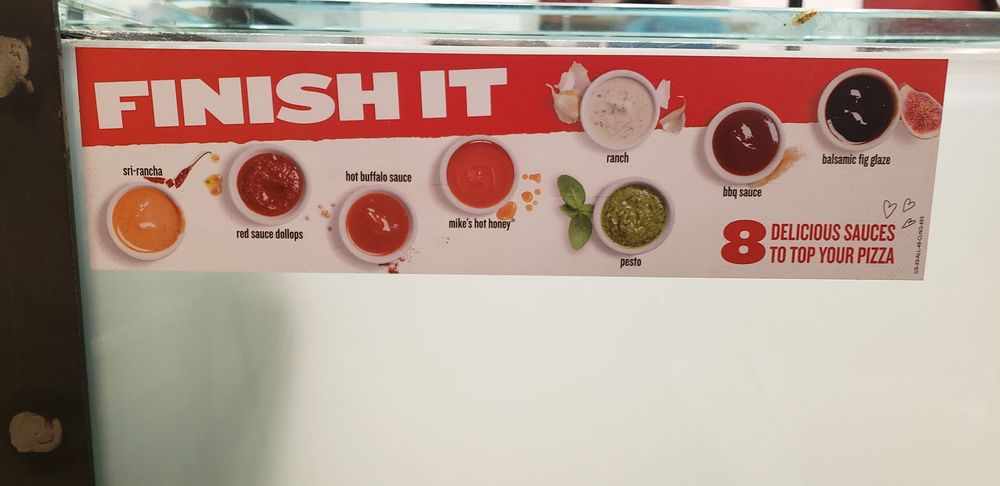 FINISH IT
sri-rancha
red sauce dollops
hot buffalo sauce
mike's hot honey®
ranch
pesto
bbq sauce
balsamic fig glaze
8 DELICIOUS SAUCES
TO TOP YOUR PIZZA